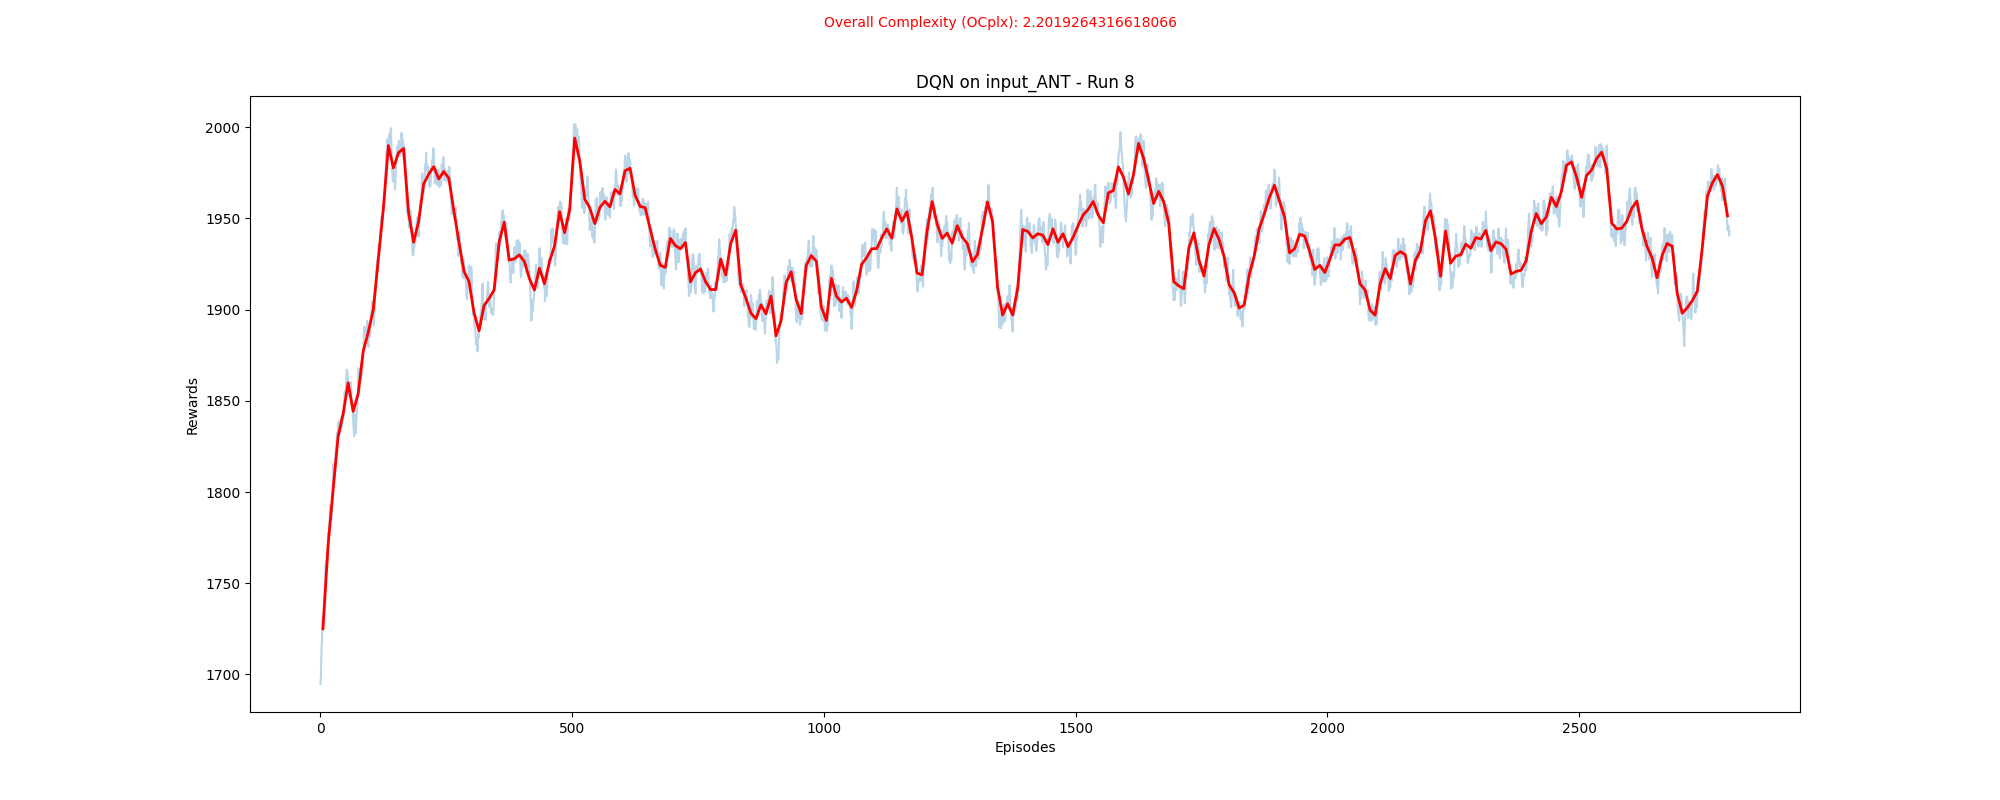 Overall Complexity (OCplx): 2.2019264316618066
DQN on input_ANT - Run 8
2000
1950
1900
1850
1800
1750
1700
Rewards
0 500 1000 1500 2000 2500
Episodes